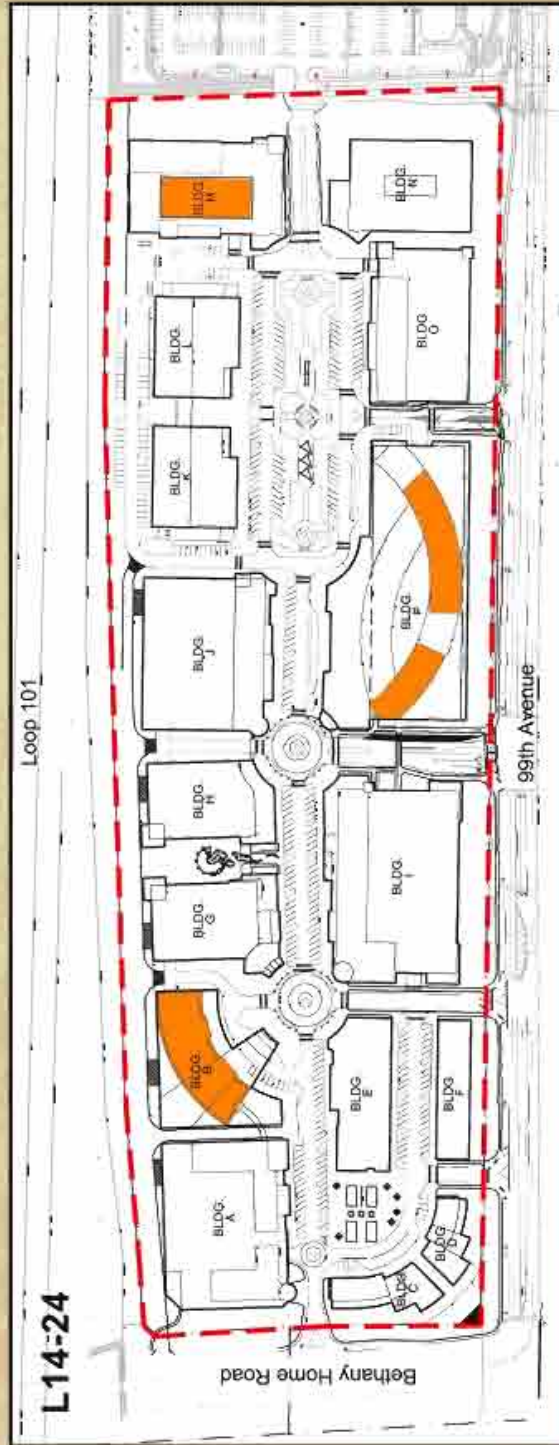 L14-24
Loop 101
BLDG.
M
BLDG.
N
BLDG.
L
BLDG.
O
BLDG.
K
BLDG.
J
BLDG.
P
BLDG.
H
BLDG.
G
BLDG.
I
BLDG.
B
BLDG
E
BLDG
F
BLDG.
A
BLDG
C
BLDG
D
99th Avenue
Bethany Home Road